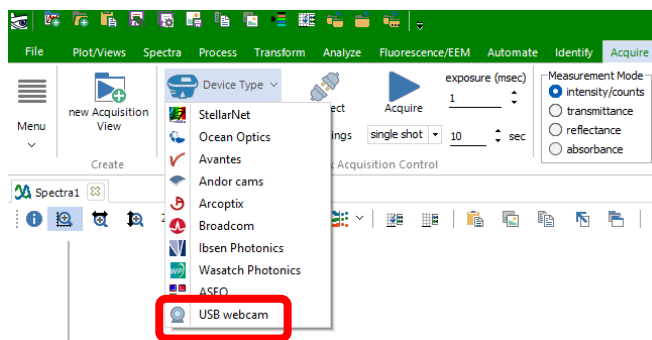 File Plot/Views Spectra Process Transform Analyze Fluorescence/EEM Automate Identify Acquire
Menu
new Acquisition
View
Create
Device Type
StellarNet
Ocean Optics
Avantes
Andor cams
Arcoptix
Broadcom
Ibsen Photonics
Wasatch Photonics
ASEQ
USB webcam
ect
ings
Acquire
single shot
exposure (msec)
1
10 sec
& Acquisition Control
Measurement Mode
intensity/counts
transmittance
reflectance
absorbance
Spectra1